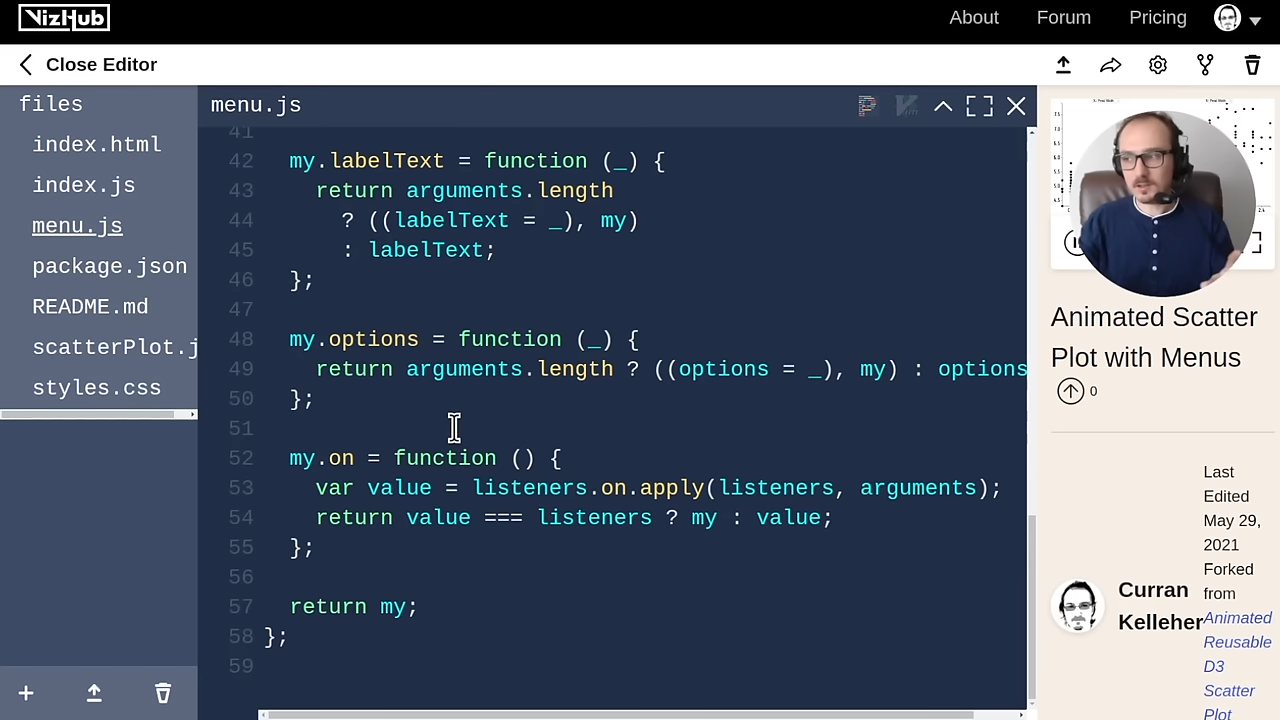 VizHub
About Forum Pricing
Close Editor
files
index.html
index.js
menu.js
package.json
README.md
scatterPlot.j
styles.css
menu.js
41
42 my.labelText = function (_) {
43 return arguments.length
44 ? ((labelText = _), my)
45 : labelText;
46 };
47
48 my.options = function (_) {
49 return arguments.length ? ((options = _), my) : options
50 };
51
52 my.on = function () {
53 var value = listeners.on.apply(listeners, arguments);
54 return value === listeners ? my : value;
55 };
56
57 return my;
58 };
59
Animated Scatter
Plot with Menus
0
Curran
Kelleher
Last
Edited
May 29,
2021
Forked
from
Animated
Reusable
D3
Scatter
Plot